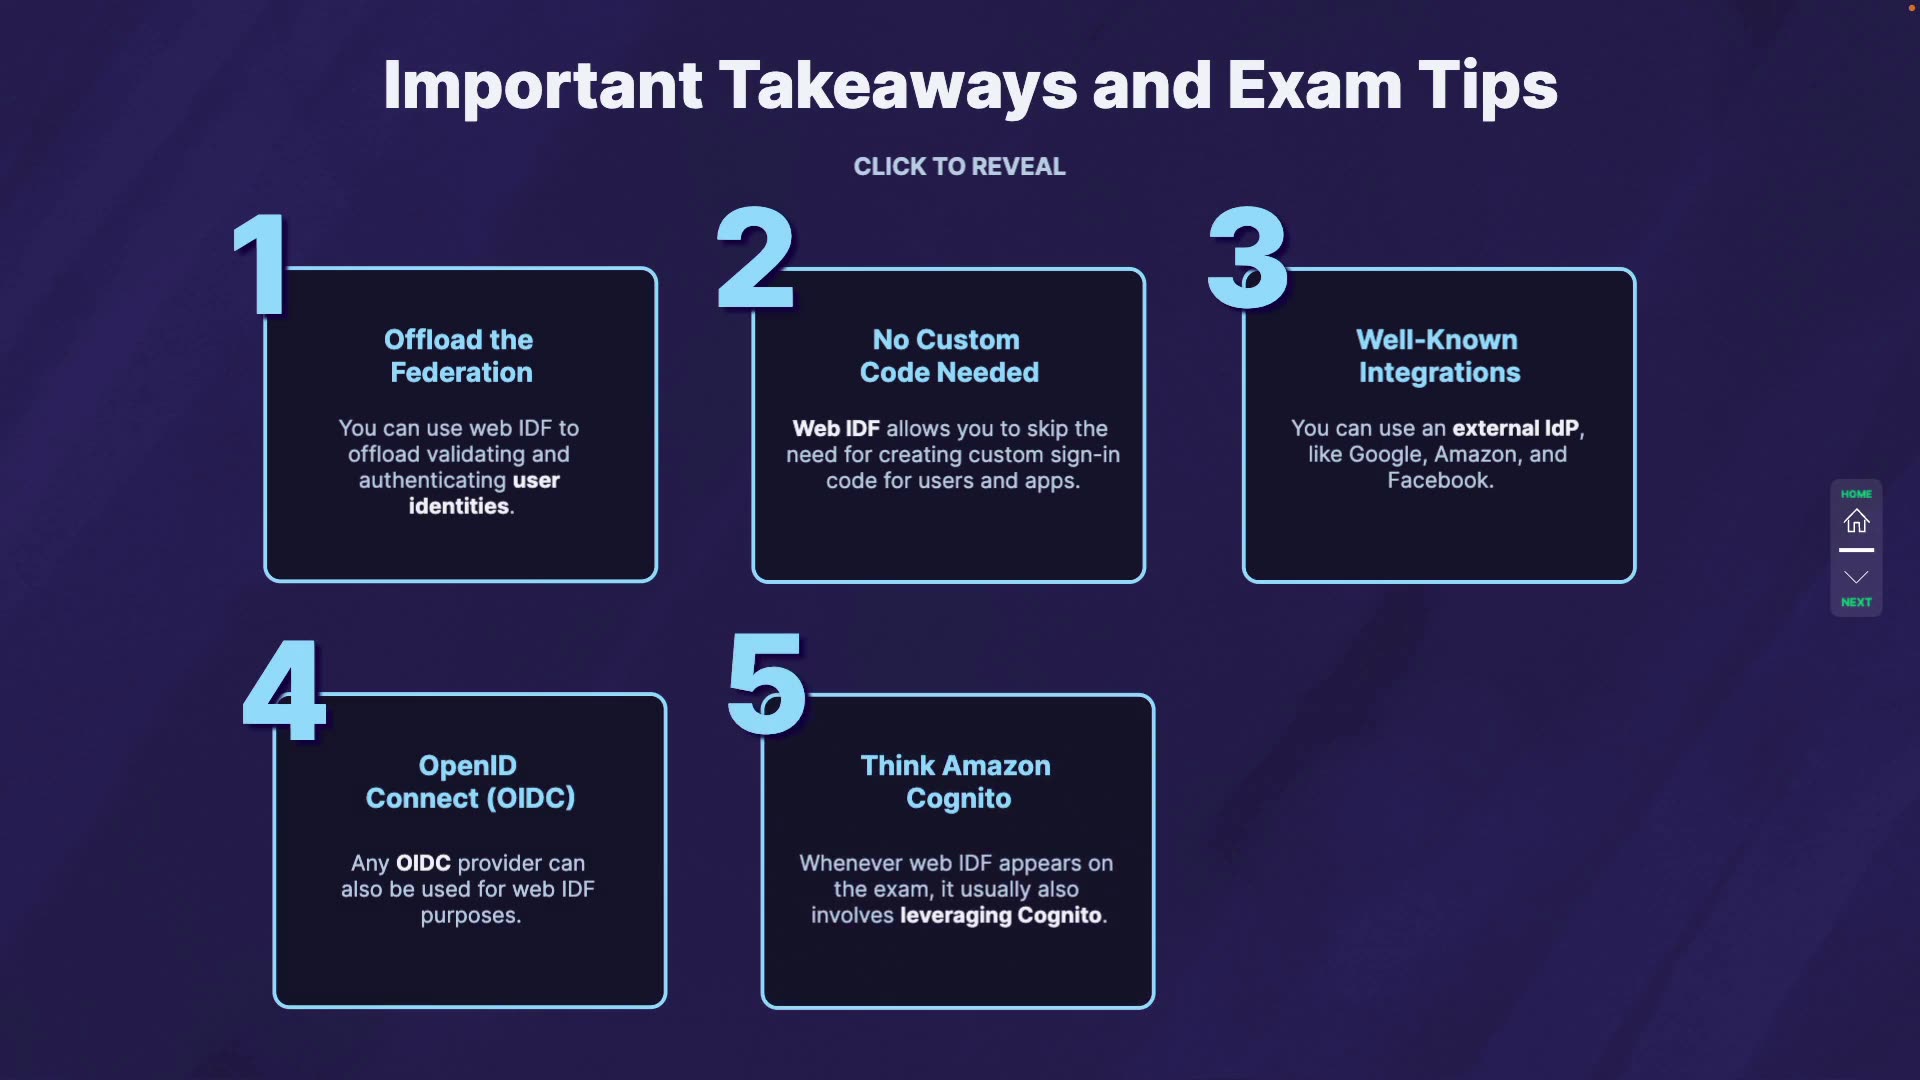 Important Takeaways and Exam Tips
CLICK TO REVEAL
1
Offload the
Federation
You can use web IDF to
offload validating and
authenticating user
identities.
2
No Custom
Code Needed
Web IDF allows you to skip the
need for creating custom sign-in
code for users and apps.
3
Well-Known
Integrations
You can use an external IdP,
like Google, Amazon, and
Facebook.
4
OpenID
Connect (OIDC)
Any OIDC provider can
also be used for web IDF
purposes.
5
Think Amazon
Cognito
Whenever web IDF appears on
the exam, it usually also
involves leveraging Cognito.
HOME
NEXT